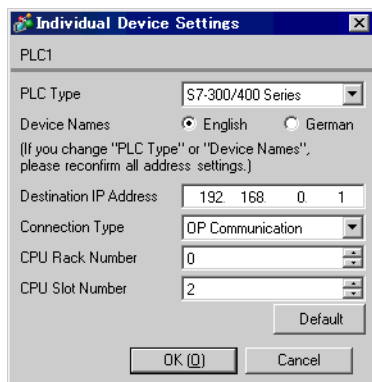 Individual Device Settings
PLC1
PLC Type S7-300/400 Series
Device Names English German
(If you change "PLC Type" or "Device Names",
please reconfirm all address settings.)
Destination IP Address 192. 168. 0. 1
Connection Type OP Communication
CPU Rack Number 0
CPU Slot Number 2
Default
OK (O) Cancel